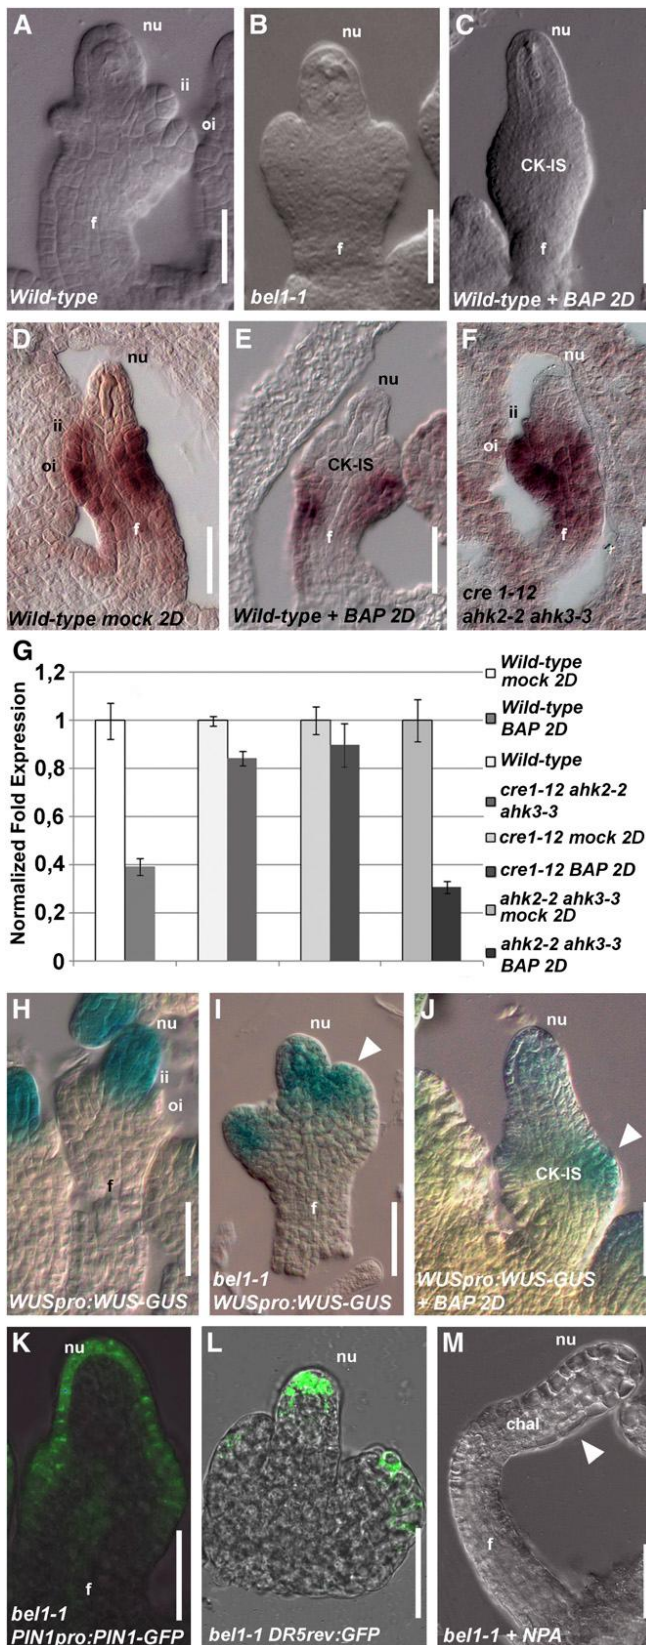 A
nu
ii
oi
f
Wild-type
B
nu
f
bel1-1
C
nu
CK-IS
f
Wild-type + BAP 2D
D
nu
ii
oi
f
Wild-type mock 2D
E
nu
CK-IS
f
Wild-type + BAP 2D
F
nu
ii
oi
f
cre 1-12
ahk2-2 ahk3-3
G
Normalized Fold Expression
1,2
1
0,8
0,6
0,4
0,2
0
Wild-type
mock 2D
Wild-type
BAP 2D
Wild-type
cre1-12 ahk2-2
ahk3-3
cre1-12 mock 2D
cre1-12 BAP 2D
ahk2-2 ahk3-3
mock 2D
ahk2-2 ahk3-3
BAP 2D
H
nu
ii
oi
f
WUSpro:WUS-GUS
I
nu
f
bel1-1
WUSpro:WUS-GUS
J
nu
CK-IS
WUSpro:WUS-GUS
+ BAP 2D
K
nu
f
bel1-1
PIN1pro:PIN1-GFP
L
nu
bel1-1 DR5rev:GFP
M
nu
chal
f
bel1-1 + NPA